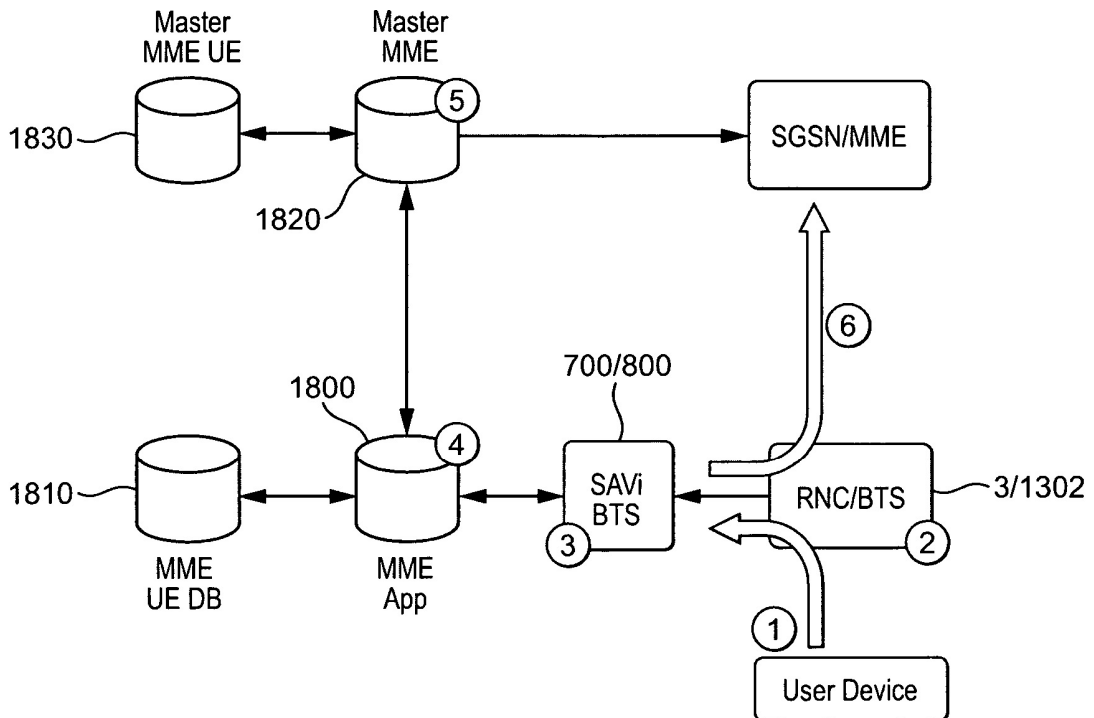 Master
MME UE
Master
MME
5
SGSN/MME
1830
1820
6
700/800
1800
4
SAVi
BTS
RNC/BTS
3/1302
1810
3
2
MME
UE DB
MME
App
1
User Device